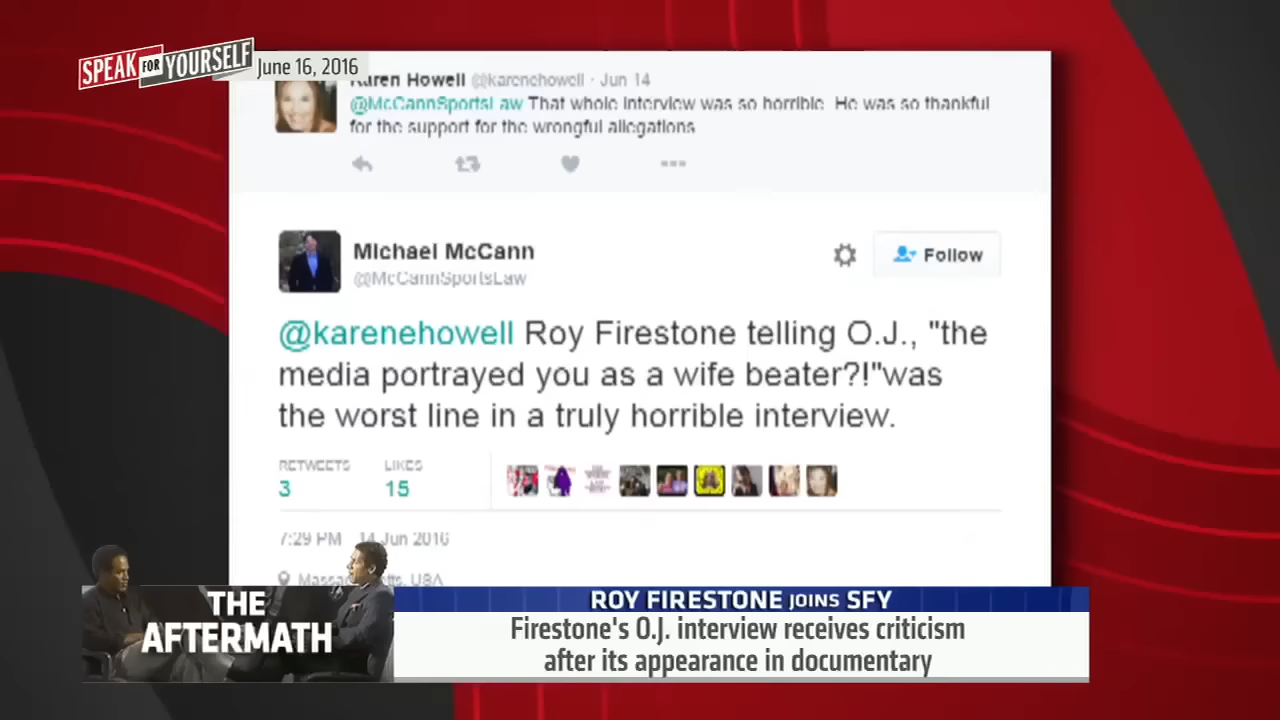 SPEAK FOR YOURSELF
June 16, 2016
Karen Howell @karenehowell · Jun 14
@McCannSportsLaw That whole interview was so horrible. He was so thankful
for the support for the wrongful allegations
Michael McCann
@McCannSportsLaw
Follow
@karenehowell Roy Firestone telling O.J., "the
media portrayed you as a wife beater?!"was
the worst line in a truly horrible interview.
RETWEETS LIKES
3 15
7:29 PM 14 Jun 2016
USA
THE
AFTERMATH
ROY FIRESTONE JOINS SFY
Firestone's O.J. interview receives criticism
after its appearance in documentary